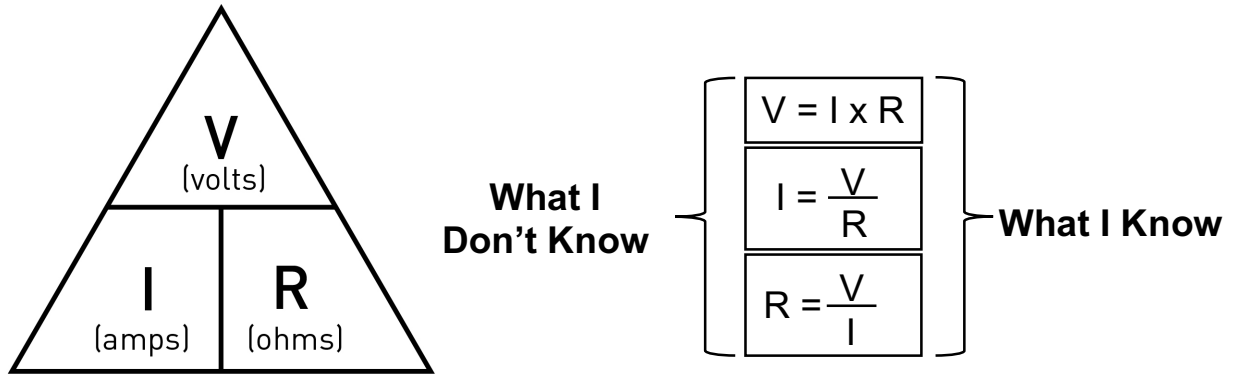 V
(volts)
I
(amps)
R
(ohms)
What I
Don’t Know
V = I x R
I = V
R
R = V
I
What I Know